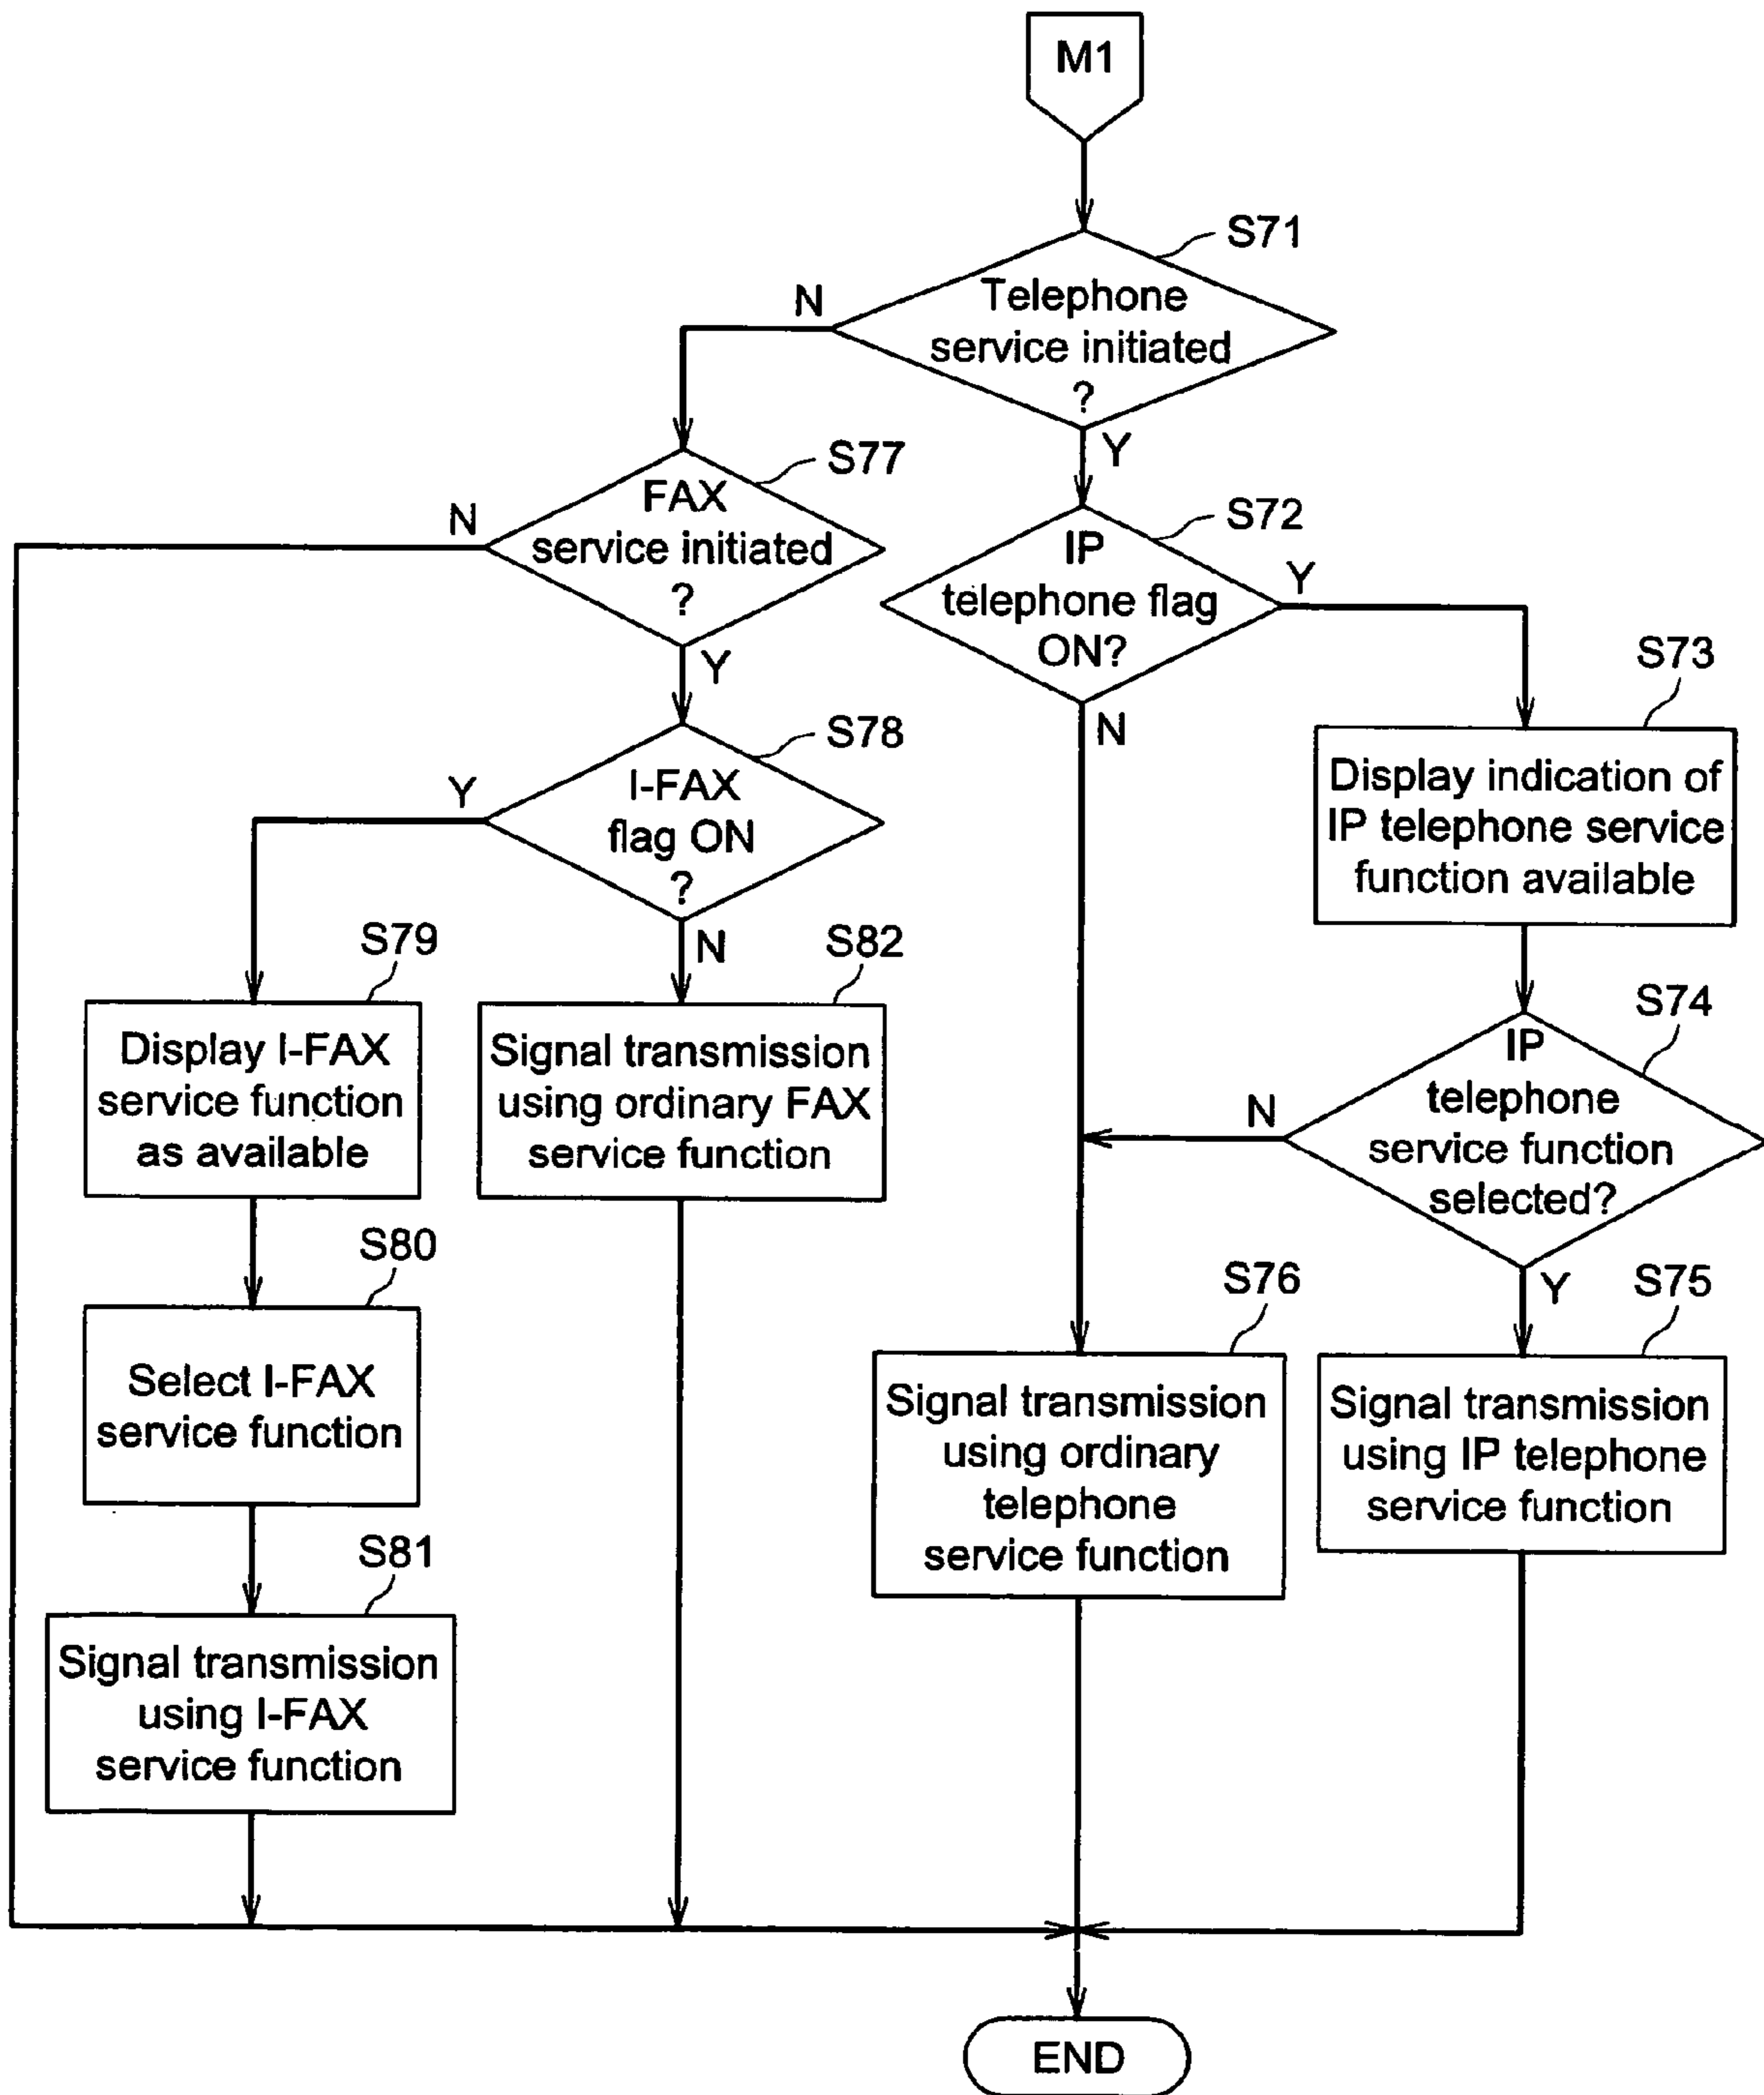 M1
S71
N
Telephone
service initiated
?
Y
S77
N
FAX
service initiated
?
Y
S72
IP
telephone flag
ON?
Y
N
S73
Display indication of
IP telephone service
function available
S78
Y
I-FAX
flag ON
?
N
S79
Display I-FAX
service function
as available
S82
Signal transmission
using ordinary FAX
service function
S74
IP
telephone
service function
selected?
N
Y
S80
Select I-FAX
service function
S76
Signal transmission
using ordinary
telephone
service function
S75
Signal transmission
using IP telephone
service function
S81
Signal transmission
using I-FAX
service function
END